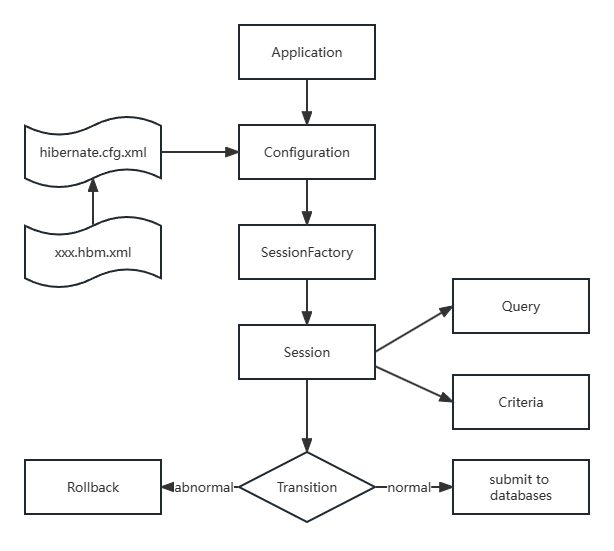 Application
hibernate.cfg.xml
Configuration
xxx.hbm.xml
SessionFactory
Query
Session
Criteria
Rollback
abnormal
Transition
normal
submit to
databases